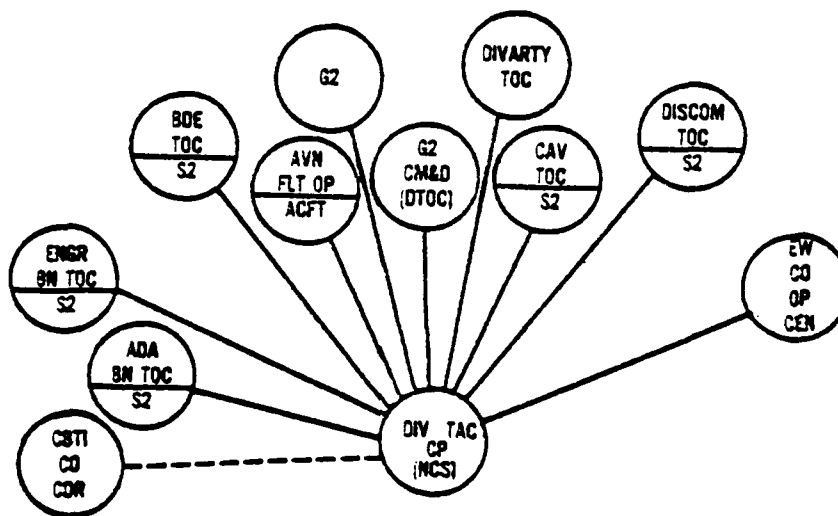 G2
DIVARTY
TOC
BDE
TOC
S2
DISCOM
TOC
S2
AVN
FLT OP
ACFT
G2
CM&D
(DTOC)
CAV
TOC
S2
ENGR
BN TOC
S2
EW
CO
OP
CEN
ADA
BN TOC
S2
CBTI
CO
CDR
DIV TAC
CP
(NCS)